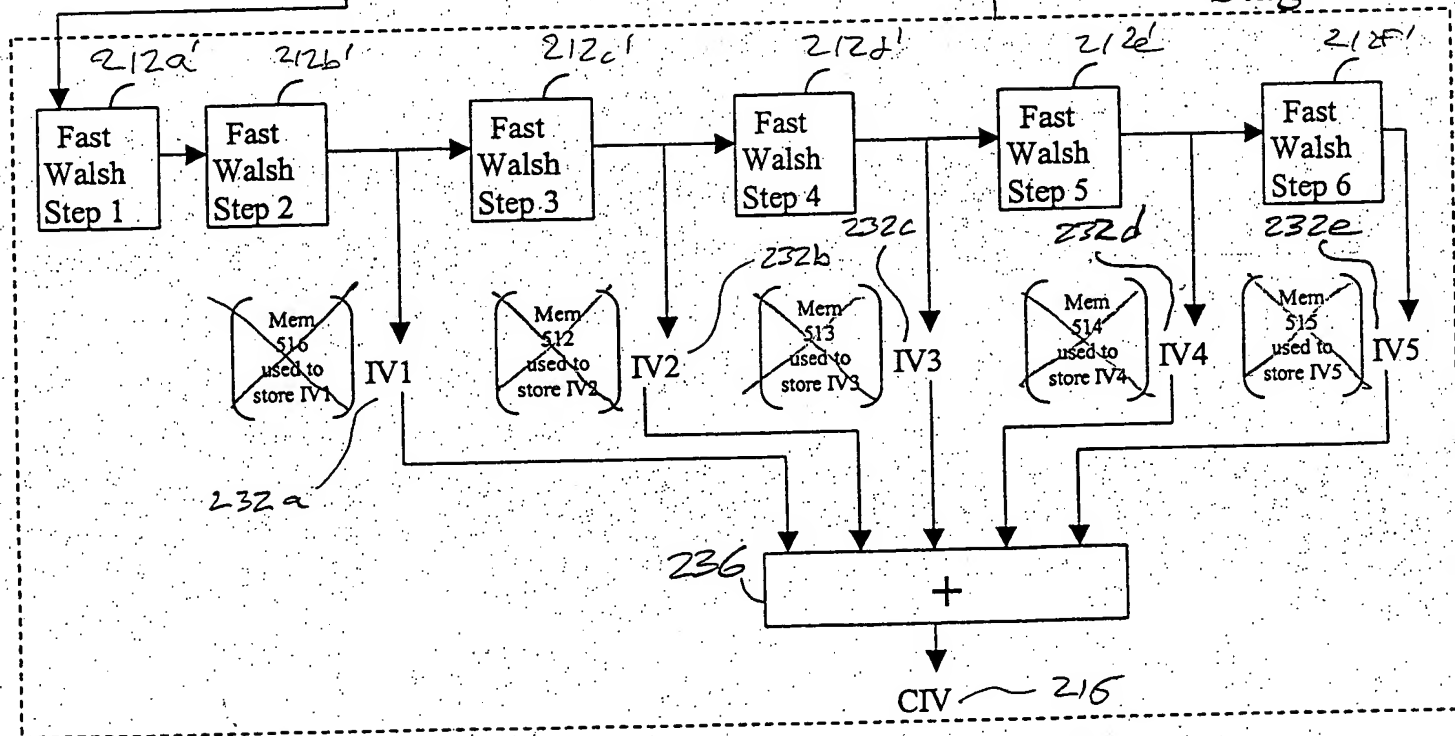 212a'
212b'
212c'
212d'
212e'
212F'
Fast
Walsh
Step 1
Fast
Walsh
Step 2
Fast
Walsh
Step 3
Fast
Walsh
Step 4
Fast
Walsh
Step 5
Fast
Walsh
Step 6
232b
232c
232d
232e
Mem
516
used to
store IV1
IV1
Mem
512
used to
store IV2
IV2
Mem
513
used to
store IV3
IV3
Mem
514
used to
store IV4
IV4
Mem
515
used to
store IV5
IV5
232a
236
+
CIV
216